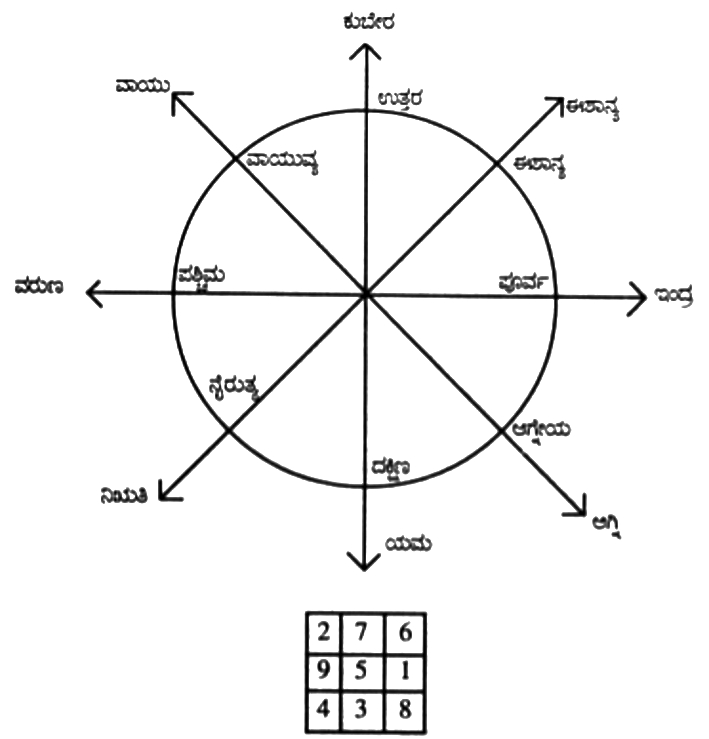 ಕುಬೇರ
ವಾಯು
ಉತ್ತರ
ಈಶಾನ್ಯ
ವಾಯುವ್ಯ
ಈಶಾನ್ಯ
ಪಶ್ಚಿಮ
ಪೂರ್ವ
ವರುಣ
ಇಂದ್ರ
ನೈರುತ್ಯ
ಆಗ್ನೇಯ
ದಕ್ಷಿಣ
ನಿಋತಿ
ಅಗ್ನಿ
ಯಮ
2 7 6
9 5 1
4 3 8